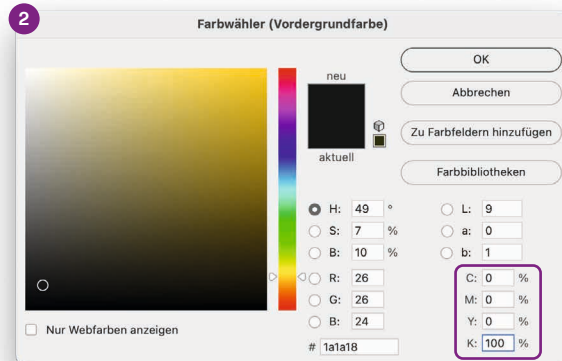 2
Farbwähler (Vordergrundfarbe)
neu
aktuell
OK
Abbrechen
Zu Farbfeldern hinzufügen
Farbbibliotheken
H: 49 °
S: 7 %
B: 10 %
R: 26
G: 26
B: 24
# 1a1a18
L: 9
a: 0
b: 1
C: 0 %
M: 0 %
Y: 0 %
K: 100 %
Nur Webfarben anzeigen